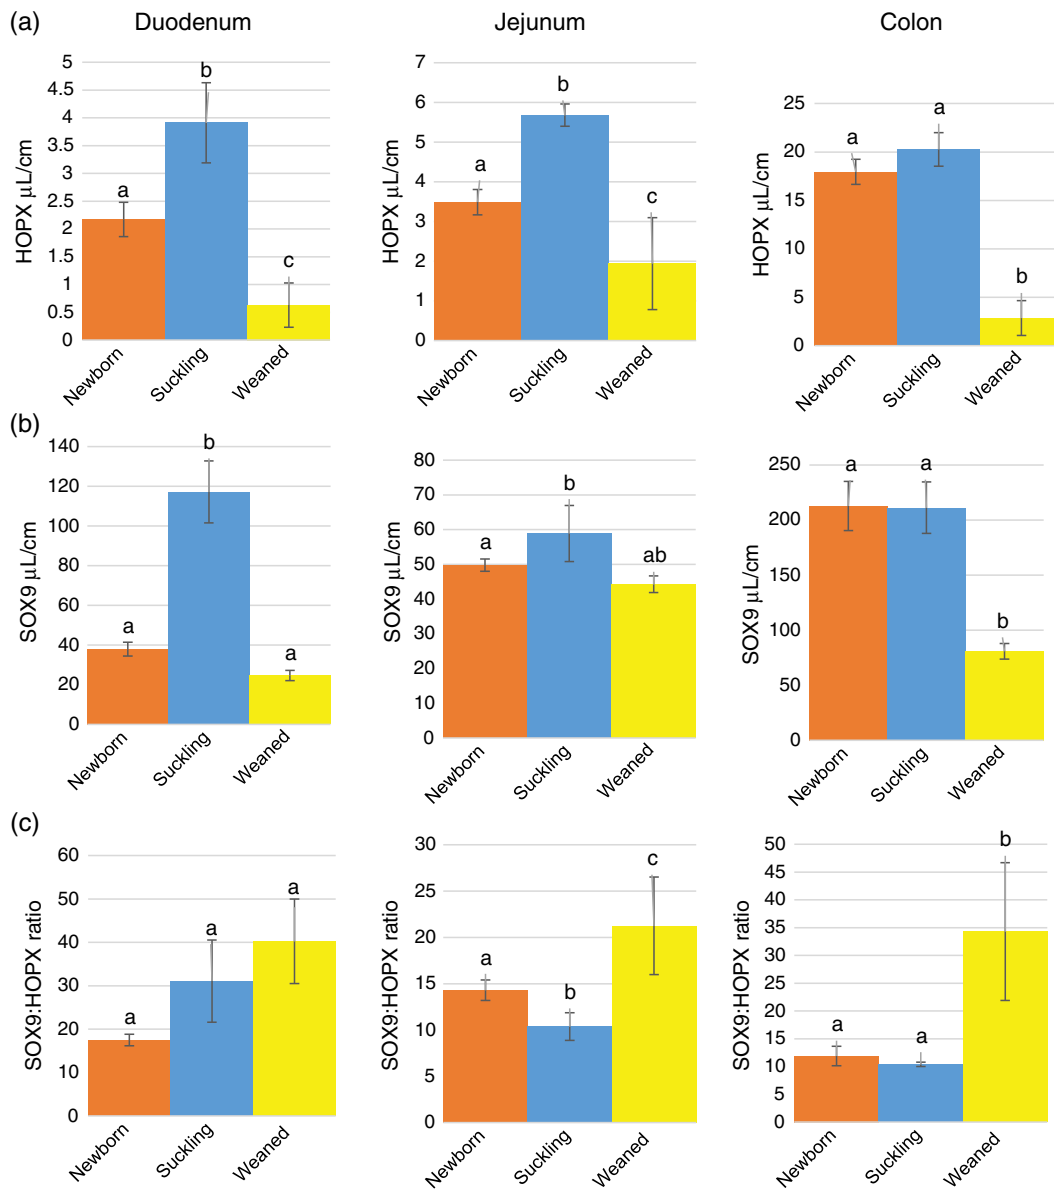 (a) Duodenum Jejunum Colon
HOPX μL/cm
5
4.5
4
3.5
3
2.5
2
1.5
1
0.5
0
a
b
c
Newborn
Suckling
Weaned
HOPX μL/cm
7
6
5
4
3
2
1
0
a
b
c
Newborn
Suckling
Weaned
HOPX μL/cm
25
20
15
10
5
0
a
a
b
Newborn
Suckling
Weaned
(b)
SOX9 μL/cm
140
120
100
80
60
40
20
0
a
b
a
Newborn
Suckling
Weaned
SOX9 μL/cm
80
70
60
50
40
30
20
10
0
a
b
ab
Newborn
Suckling
Weaned
SOX9 μL/cm
250
200
150
100
50
0
a
a
b
Newborn
Suckling
Weaned
(c)
SOX9:HOPX ratio
60
50
40
30
20
10
0
a
a
a
Newborn
Suckling
Weaned
SOX9:HOPX ratio
30
25
20
15
10
5
0
a
b
c
Newborn
Suckling
Weaned
SOX9:HOPX ratio
50
45
40
35
30
25
20
15
10
5
0
a
a
b
Newborn
Suckling
Weaned